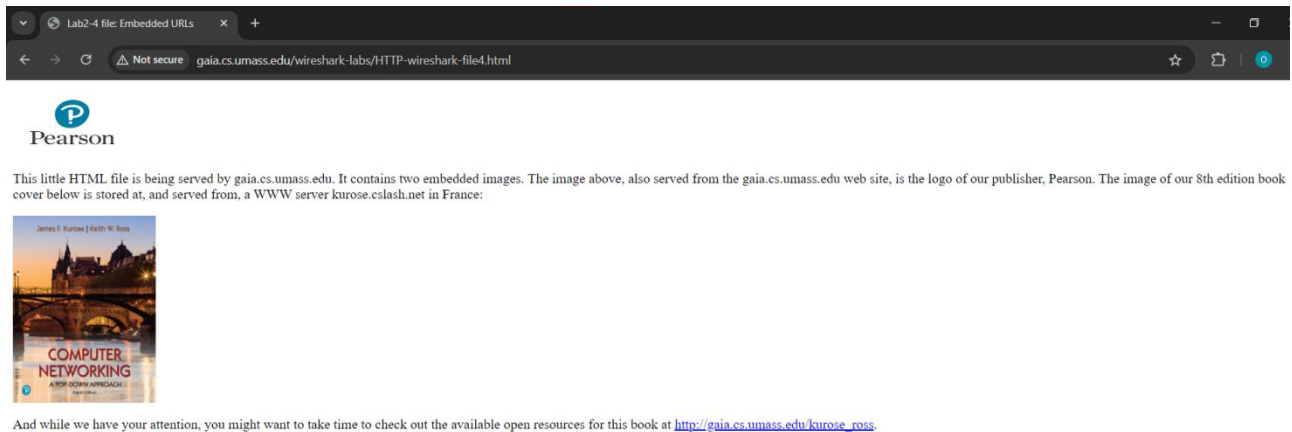 Lab2-4 file: Embedded URLs
Not secure gaia.cs.umass.edu/wireshark-labs/HTTP-wireshark-file4.html
O
P
Pearson
This little HTML file is being served by gaia.cs.umass.edu. It contains two embedded images. The image above, also served from the gaia.cs.umass.edu web site, is the logo of our publisher, Pearson. The image of our 8th edition book
cover below is stored at, and served from, a WWW server kurose.cslash.net in France:
James F. Kurose | Keith W. Ross
COMPUTER
NETWORKING
A TOP-DOWN APPROACH
And while we have your attention, you might want to take time to check out the available open resources for this book at http://gaia.cs.umass.edu/kurose_ross.